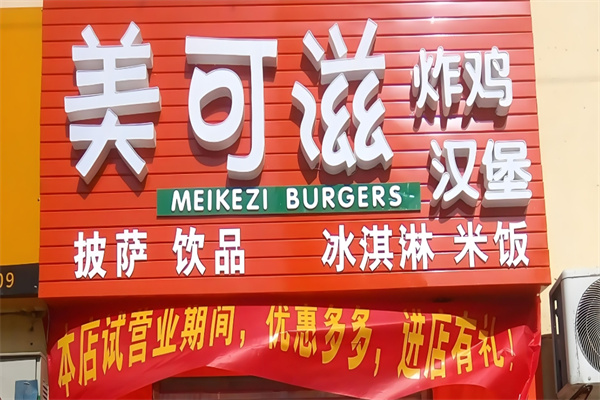 美可滋 炸鸡
汉堡
MEIKEZI BURGERS
披萨 饮品 冰淇淋 米饭
本店试营业期间，优惠多多，进店有礼！
09